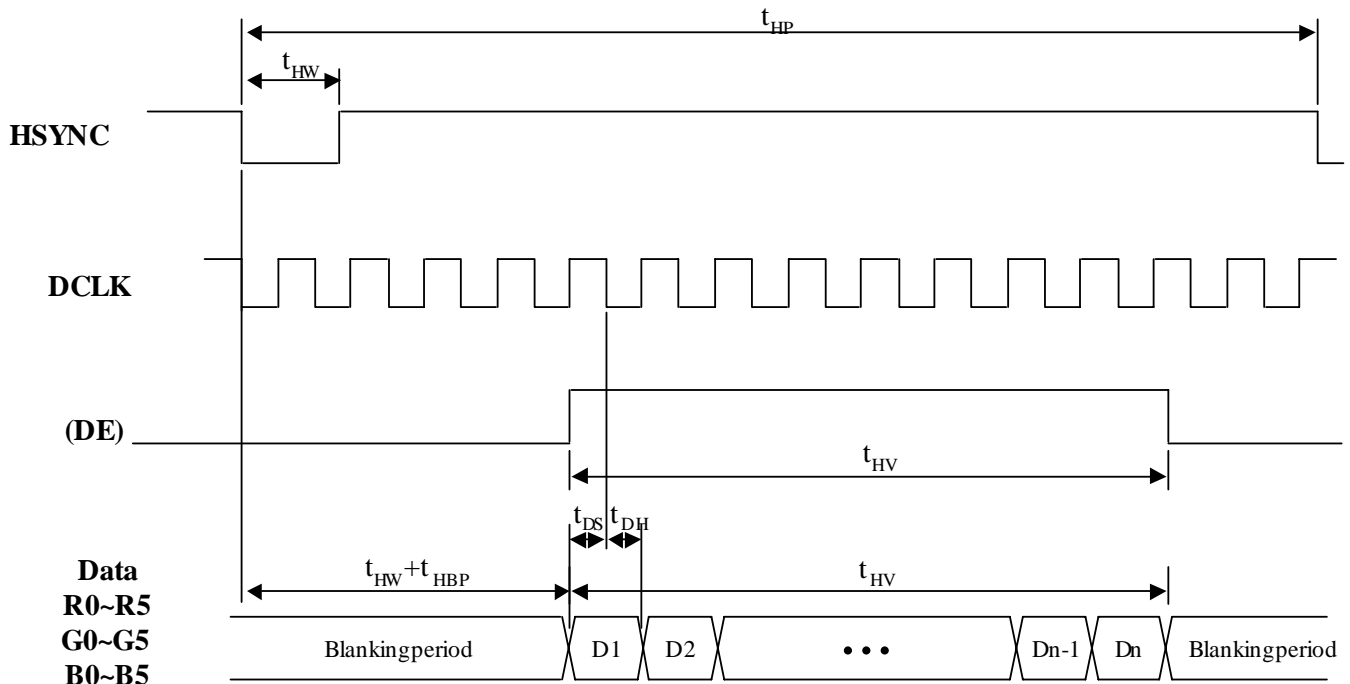 tHP
tHW
HSYNC
DCLK
(DE)
tHV
tDS tDH
tHW+tHBP tHV
Data
R0~R5
G0~G5
B0~B5
Blankingperiod D1 D2 ••• Dn-1 Dn Blankingperiod